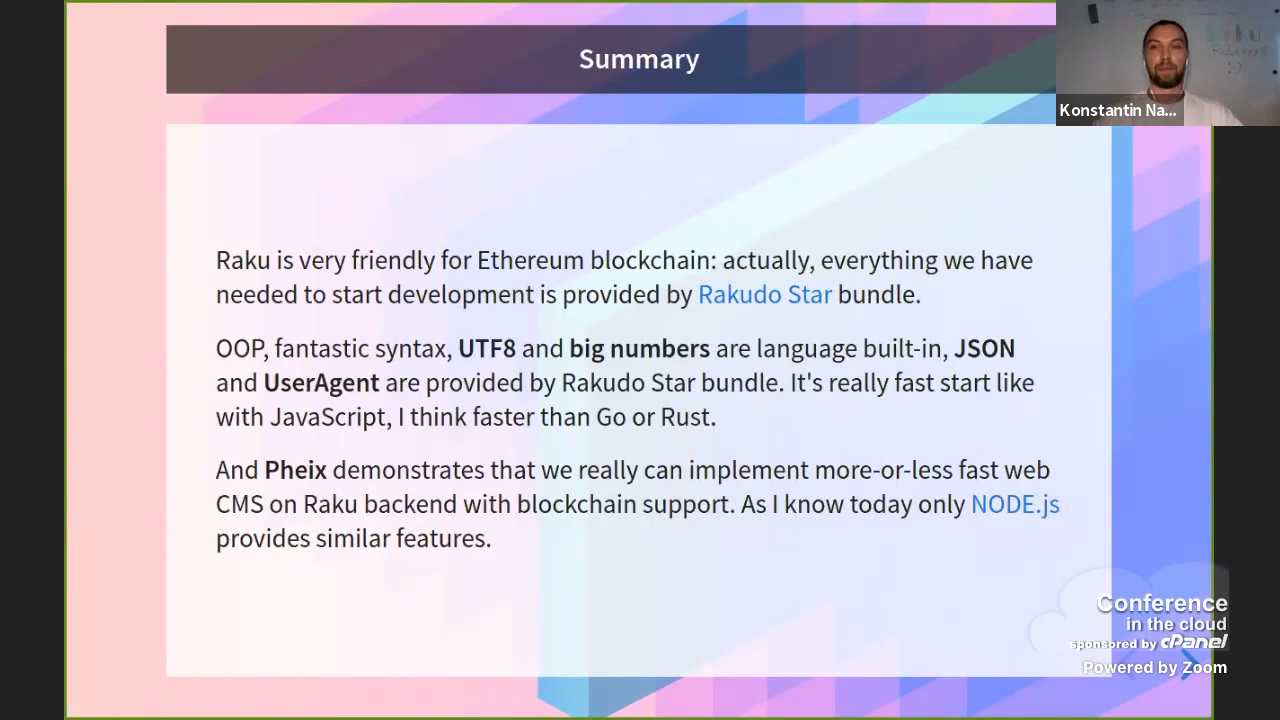 Summary
Konstantin Na...
Raku is very friendly for Ethereum blockchain: actually, everything we have
needed to start development is provided by Rakudo Star bundle.
OOP, fantastic syntax, UTF8 and big numbers are language built-in, JSON
and UserAgent are provided by Rakudo Star bundle. It's really fast start like
with JavaScript, I think faster than Go or Rust.
And Pheix demonstrates that we really can implement more-or-less fast web
CMS on Raku backend with blockchain support. As I know today only NODE.js
provides similar features.
Conference
in the cloud
sponsored by cPanel
Powered by Zoom